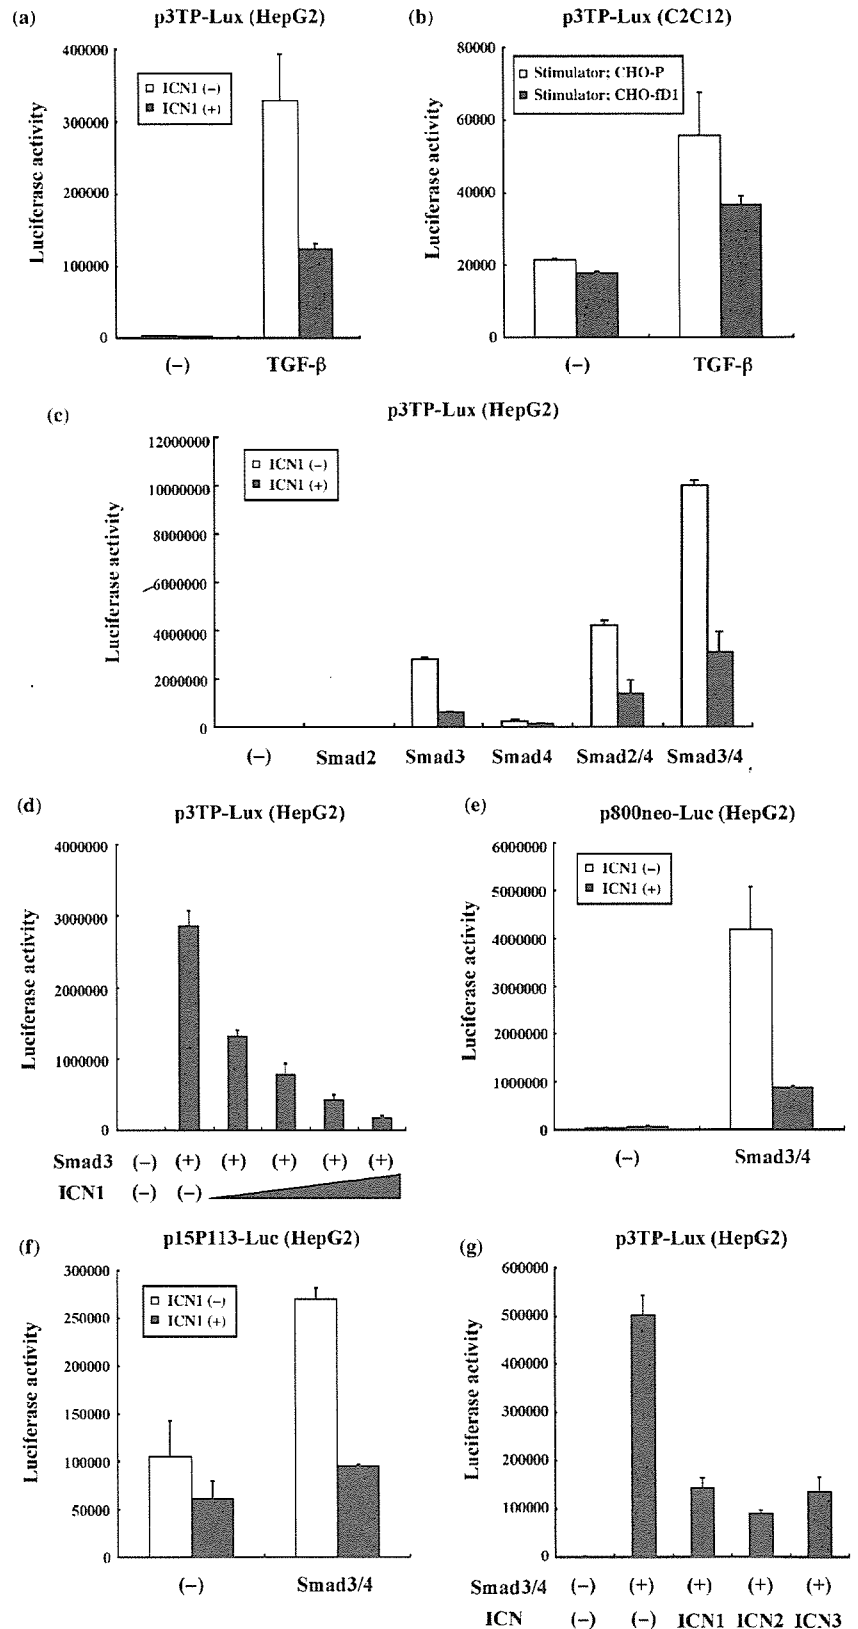 (a)
p3TP-Lux (HepG2)
Luciferase activity
400000
300000
200000
100000
0
ICN1 (–)
ICN1 (+)
(–)
TGF-β
(b)
p3TP-Lux (C2C12)
Luciferase activity
80000
60000
40000
20000
0
Stimulator; CHO-P
Stimulator; CHO-fD1
(–)
TGF-β
(c)
p3TP-Lux (HepG2)
Luciferase activity
12000000
10000000
8000000
6000000
4000000
2000000
0
ICN1 (–)
ICN1 (+)
(–) Smad2 Smad3 Smad4 Smad2/4 Smad3/4
(d)
p3TP-Lux (HepG2)
Luciferase activity
4000000
3000000
2000000
1000000
0
Smad3 (–) (+) (+) (+) (+) (+)
ICN1 (–) (–)
(e)
p800neo-Luc (HepG2)
Luciferase activity
6000000
5000000
4000000
3000000
2000000
1000000
0
ICN1 (–)
ICN1 (+)
(–)
Smad3/4
(f)
p15P113-Luc (HepG2)
Luciferase activity
300000
250000
200000
150000
100000
50000
0
ICN1 (–)
ICN1 (+)
(–)
Smad3/4
(g)
p3TP-Lux (HepG2)
Luciferase activity
600000
500000
400000
300000
200000
100000
0
Smad3/4 (–) (+) (+) (+) (+)
ICN (–) (–) ICN1 ICN2 ICN3